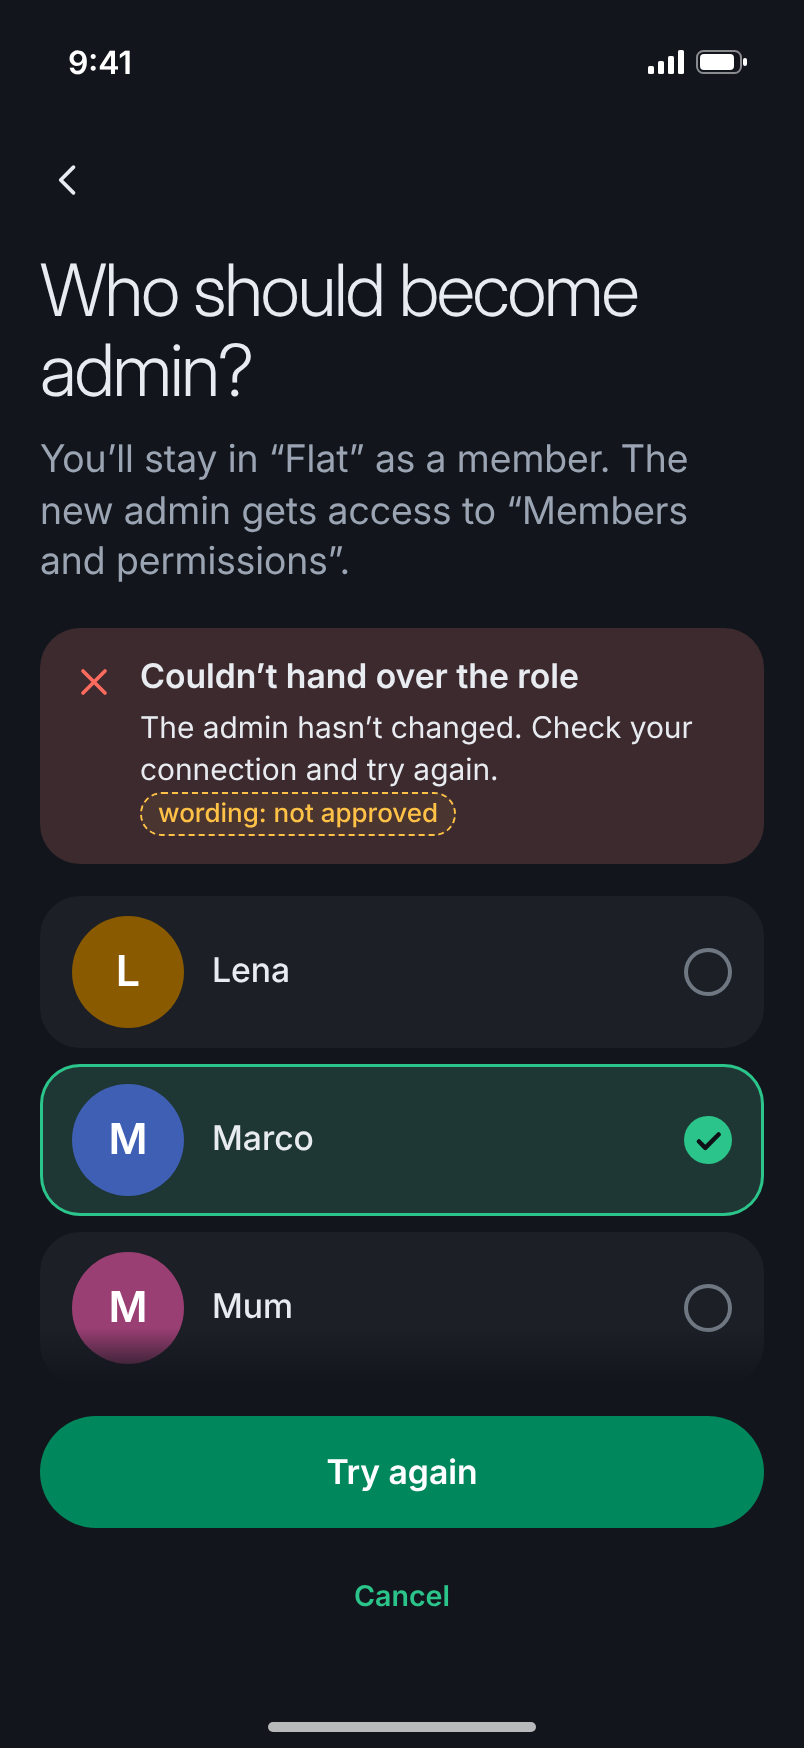 9:41
Who should become
admin?
You’ll stay in “Flat” as a member. The
new admin gets access to “Members
and permissions”.
Couldn’t hand over the role
The admin hasn’t changed. Check your
connection and try again.
wording: not approved
L
Lena
M
Marco
M
Mum
Try again
Cancel